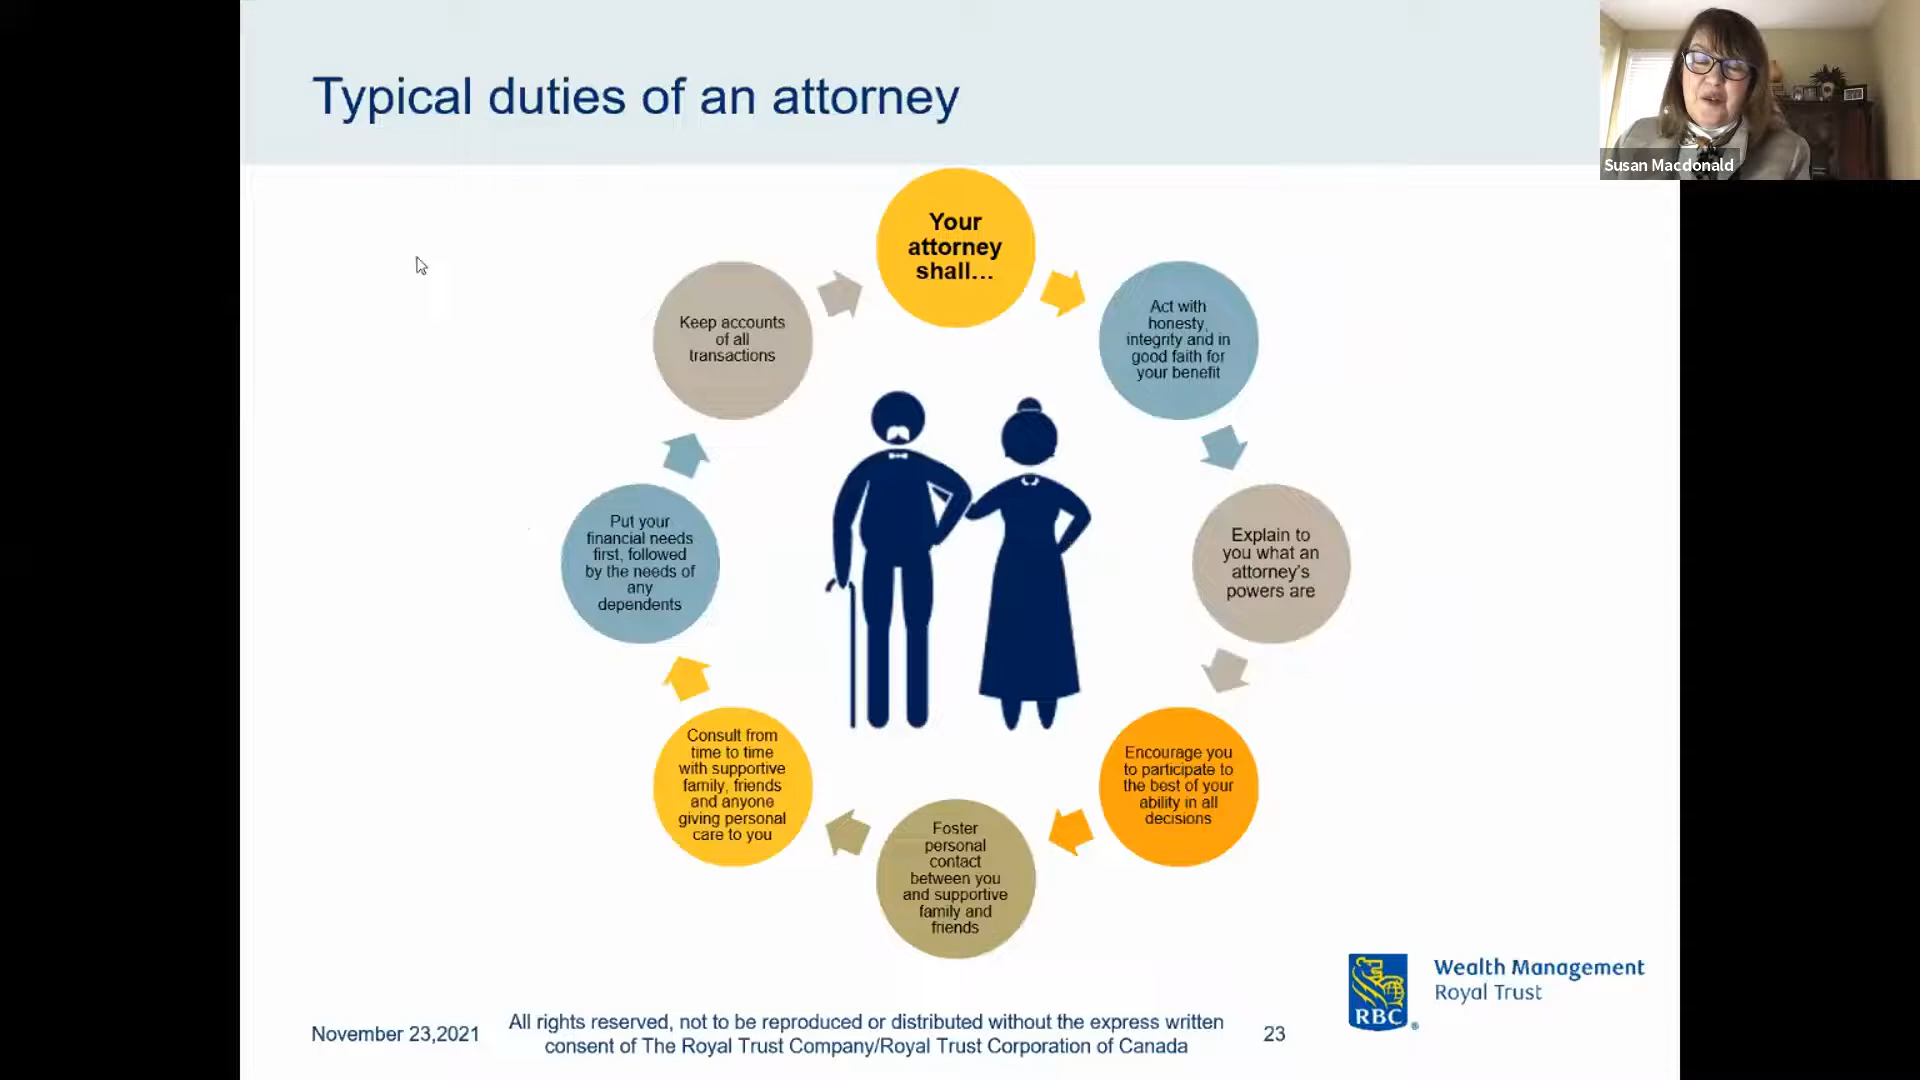 Typical duties of an attorney
Susan Macdonald
Your
attorney
shall...
Act with
honesty,
integrity and in
good faith for
your benefit
Explain to
you what an
attorney's
powers are
Encourage you
to participate to
the best of your
ability in all
decisions
Foster
personal
contact
between you
and supportive
family and
friends
Consult from
time to time
with supportive
family, friends
and anyone
giving personal
care to you
Put your
financial needs
first, followed
by the needs of
any
dependents
Keep accounts
of all
transactions
Wealth Management
Royal Trust
RBC
®
November 23,2021
All rights reserved, not to be reproduced or distributed without the express written
consent of The Royal Trust Company/Royal Trust Corporation of Canada
23